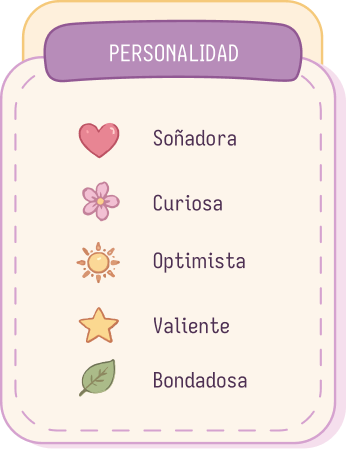 PERSONALIDAD
Soñadora
Curiosa
Optimista
Valiente
Bondadosa